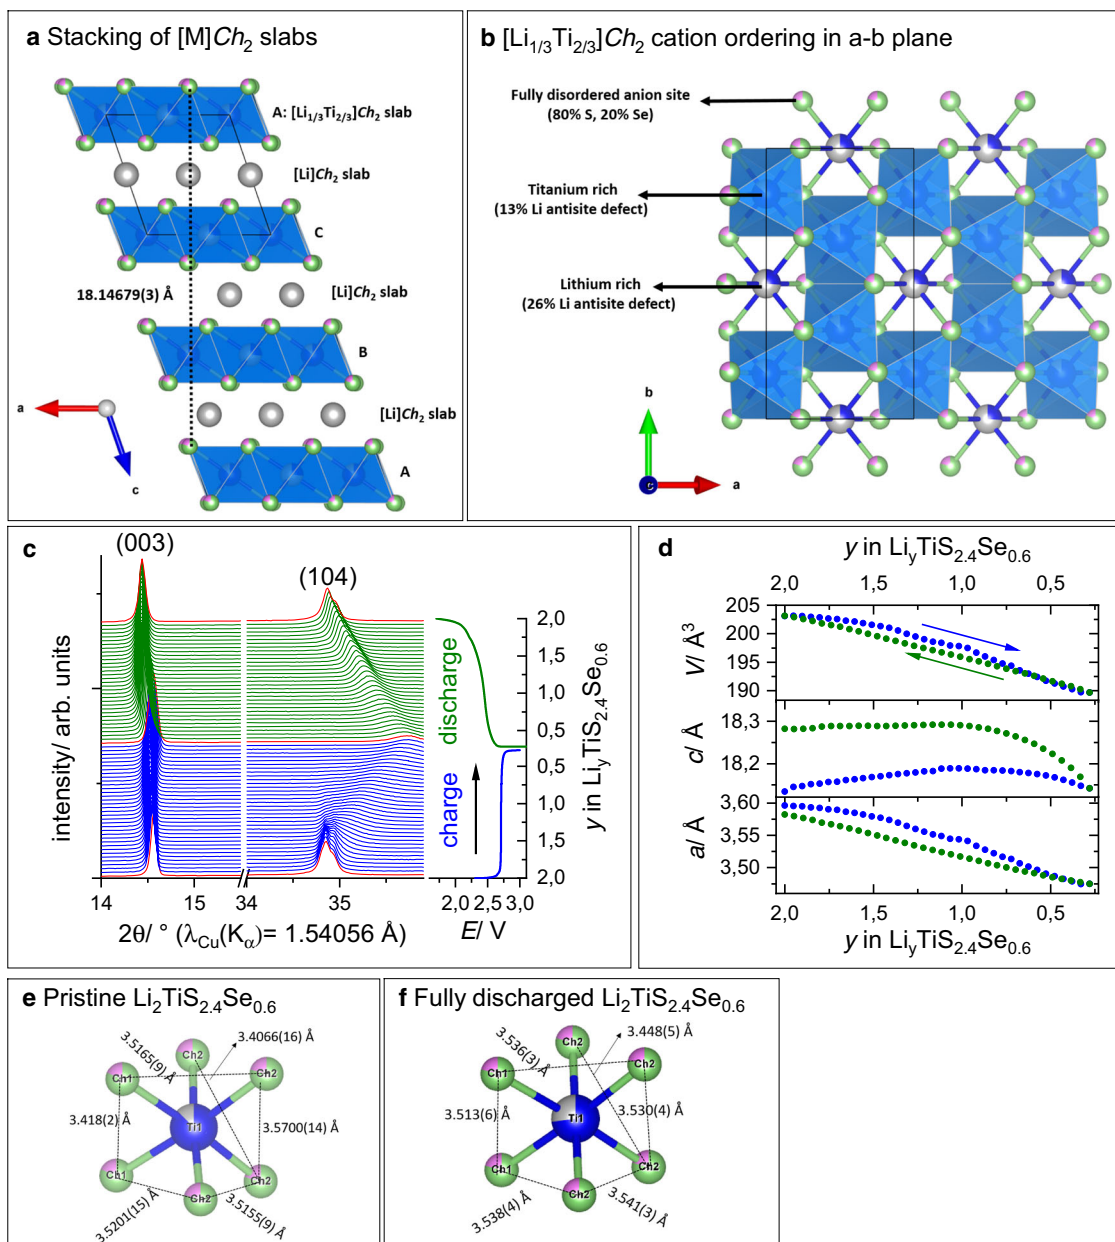 a Stacking of [M]Ch₂ slabs
A: [Li₁/₃Ti₂/₃]Ch₂ slab
[Li]Ch₂ slab
C
18.14679(3) Å
[Li]Ch₂ slab
B
[Li]Ch₂ slab
A
a
c
b [Li₁/₃Ti₂/₃]Ch₂ cation ordering in a-b plane
Fully disordered anion site
(80% S, 20% Se)
Titanium rich
(13% Li antisite defect)
Lithium rich
(26% Li antisite defect)
b
c
a
c
(003)
(104)
intensity/ arb. units
14
15
35
2θ/ ° (λCu(Kα)= 1.54056 Å)
discharge
charge
2,0
1,5
1,0
0,5
0,5
1,0
1,5
2,0
y in LiyTiS₂.₄Se₀.₆
2,0 2,5 3,0
E/ V
d
y in LiyTiS₂.₄Se₀.₆
2,0 1,5 1,0 0,5
205
200
195
190
V/ Å³
18,3
18,2
c/ Å
3,60
3,55
3,50
a/ Å
2,0 1,5 1,0 0,5
y in LiyTiS₂.₄Se₀.₆
e Pristine Li₂TiS₂.₄Se₀.₆
3.5165(9) Å
3.4066(16) Å
Ch2
Ch1
Ch2
3.418(2) Å
Ti1
3.5700(14) Å
Ch1
Ch2
Ch2
3.5201(15) Å
3.5155(9) Å
f Fully discharged Li₂TiS₂.₄Se₀.₆
3.536(3) Å
3.448(5) Å
Ch2
Ch1
Ch2
3.513(6) Å
Ti1
3.530(4) Å
Ch1
Ch2
Ch2
3.538(4) Å
3.541(3) Å